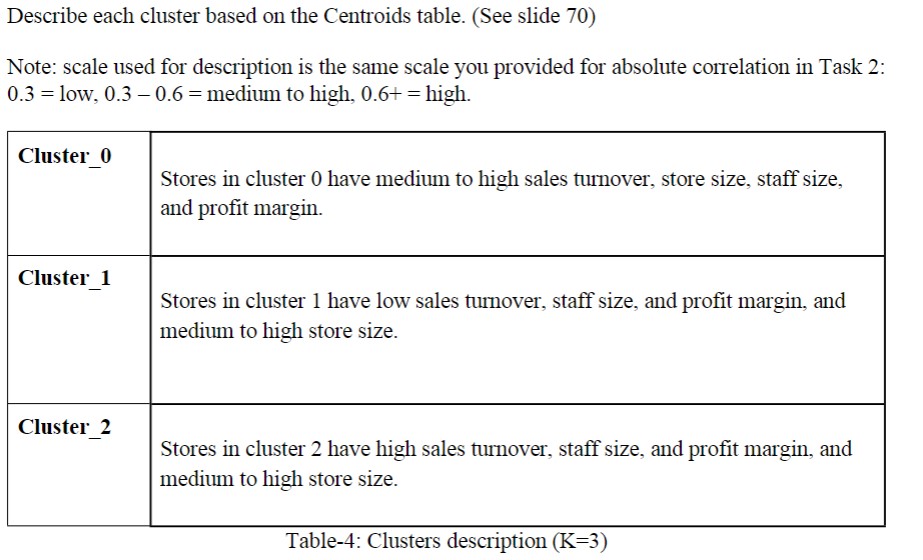 Describe each cluster based on the Centroids table. (See slide 70)
Note: scale used for description is the same scale you provided for absolute correlation in Task 2:
0.3 = low, 0.3 – 0.6 = medium to high, 0.6+ = high.
Cluster_0
Stores in cluster 0 have medium to high sales turnover, store size, staff size,
and profit margin.
Cluster_1
Stores in cluster 1 have low sales turnover, staff size, and profit margin, and
medium to high store size.
Cluster_2
Stores in cluster 2 have high sales turnover, staff size, and profit margin, and
medium to high store size.
Table-4: Clusters description (K=3)